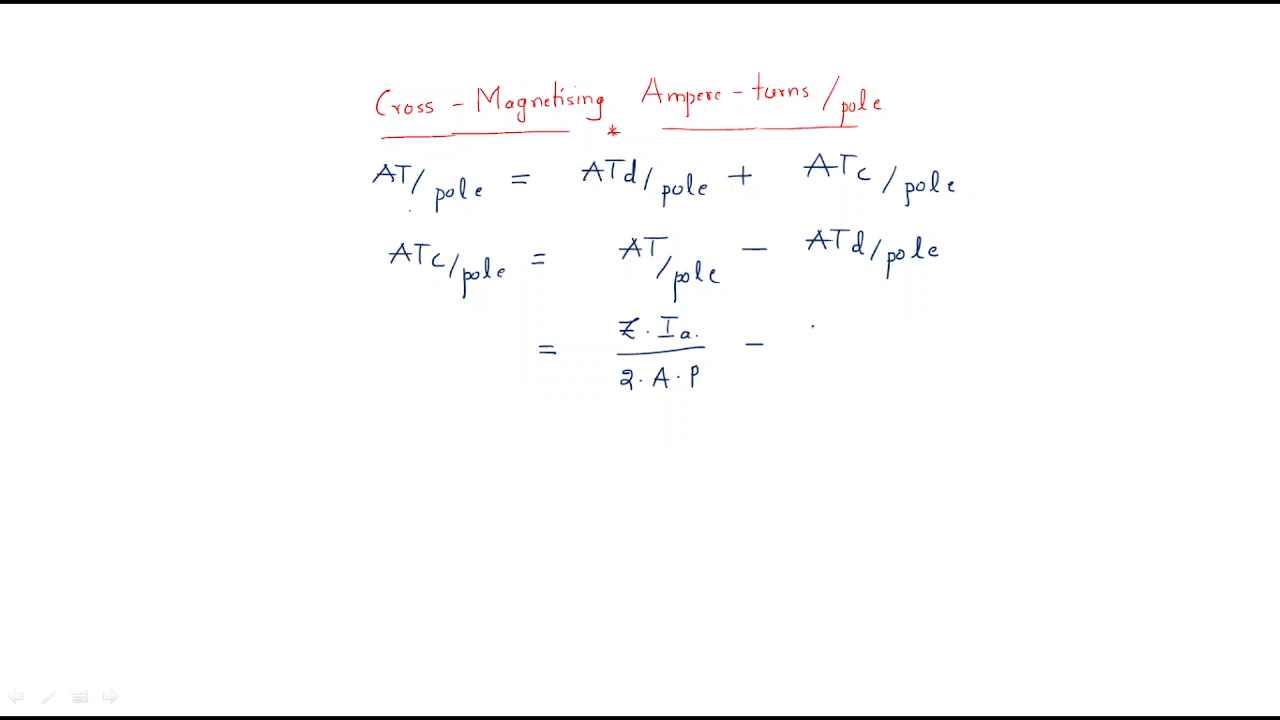 Cross - Magnetising Ampere - turns / pole
*
AT/pole = ATd/pole + ATc/pole
ATc/pole = AT/pole - ATd/pole
= Z·Ia. / 2·A·P -